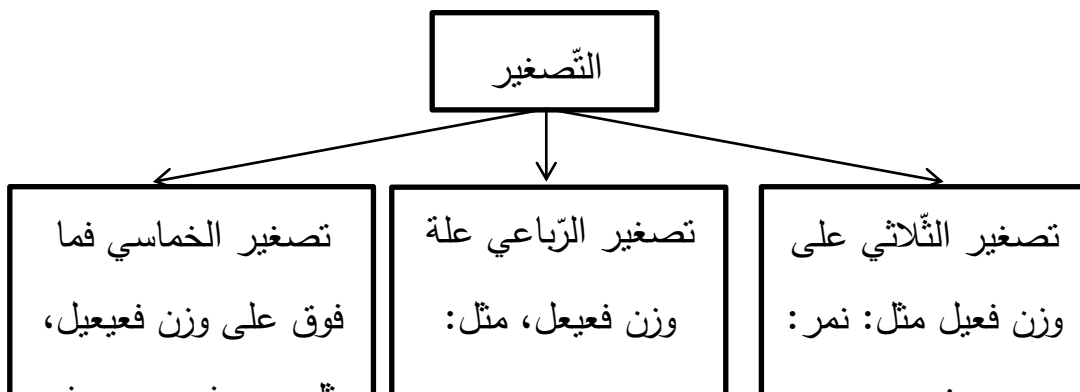 التّصغير
تصغير الثّلاثي على
وزن فعيل مثل: نمر:
تصغير الرّباعي علة
وزن فعيعل، مثل:
تصغير الخماسي فما
فوق على وزن فعيعيل،